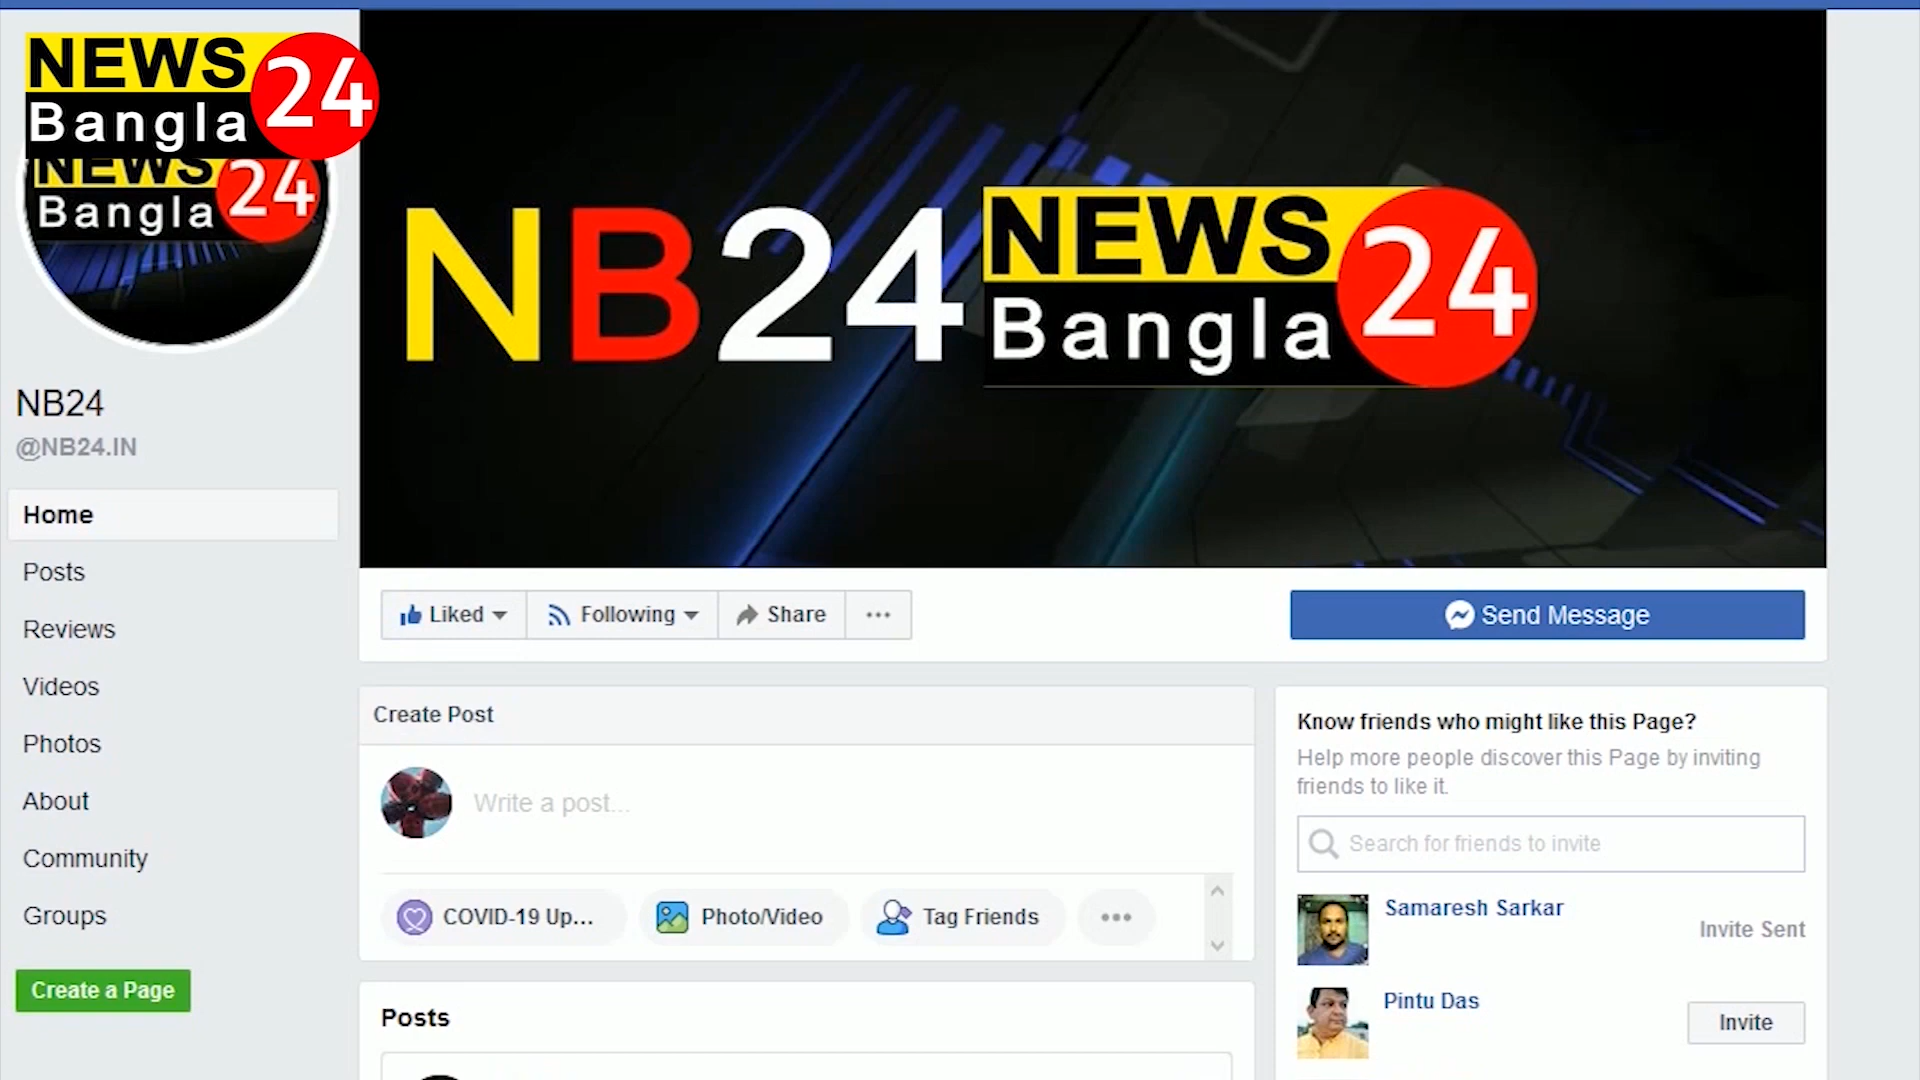 NEWS
Bangla 24
NEWS
Bangla 24
NB24
NEWS
Bangla 24
NB24
@NB24.IN
Home
Posts
Reviews
Videos
Photos
About
Community
Groups
Create a Page
Liked
Following
Share
Send Message
Create Post
Write a post...
COVID-19 Up...
Photo/Video
Tag Friends
Posts
Know friends who might like this Page?
Help more people discover this Page by inviting
friends to like it.
Search for friends to invite
Samaresh Sarkar
Invite Sent
Pintu Das
Invite